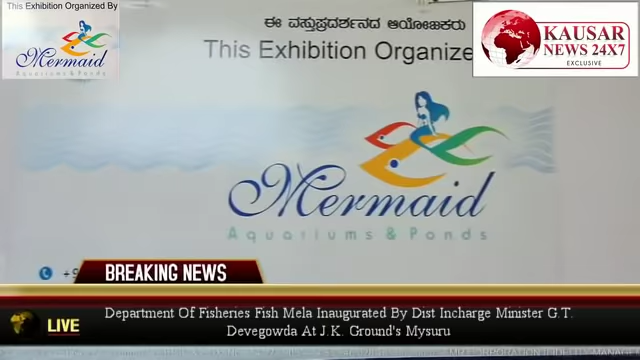 This Exhibition Organized By
Mermaid
Aquariums & Ponds
ಈ ವಸ್ತುಪ್ರದರ್ಶನದ ಆಯೋಜಕರು
This Exhibition Organize
KAUSAR
NEWS 24X7
EXCLUSIVE
Mermaid
Aquariums & Ponds
BREAKING NEWS
LIVE
Department Of Fisheries Fish Mela Inaugurated By Dist Incharge Minister G.T.
Devegowda At J.K. Ground's Mysuru